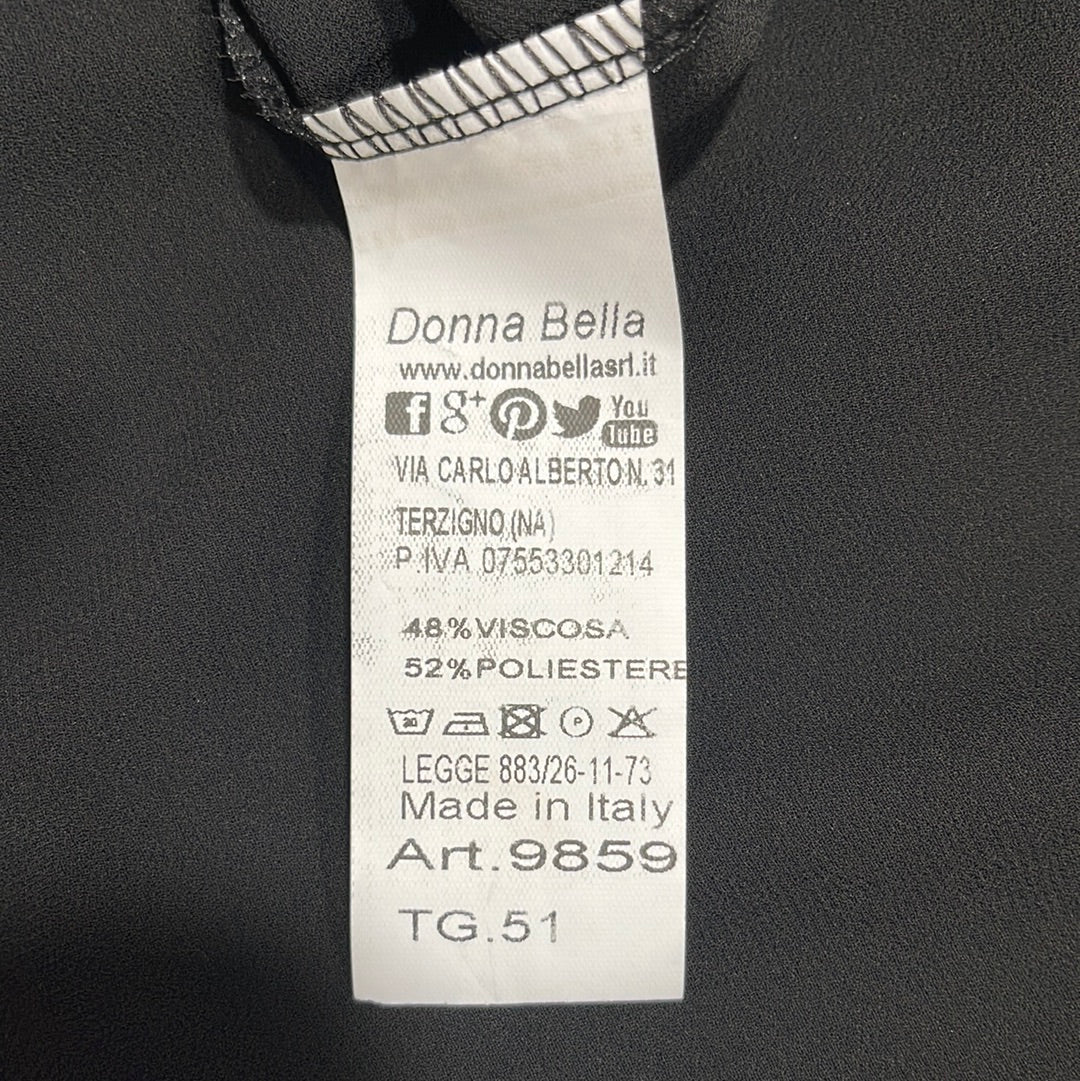 Donna Bella
www.donnabellasrl.it
f g+ P You Tube
VIA CARLO ALBERTO N. 31
TERZIGNO (NA)
P.IVA 07553301214
48% VISCOSA
52% POLIESTERE
30 P
LEGGE 883/26-11-73
Made in Italy
Art.9859
TG.51